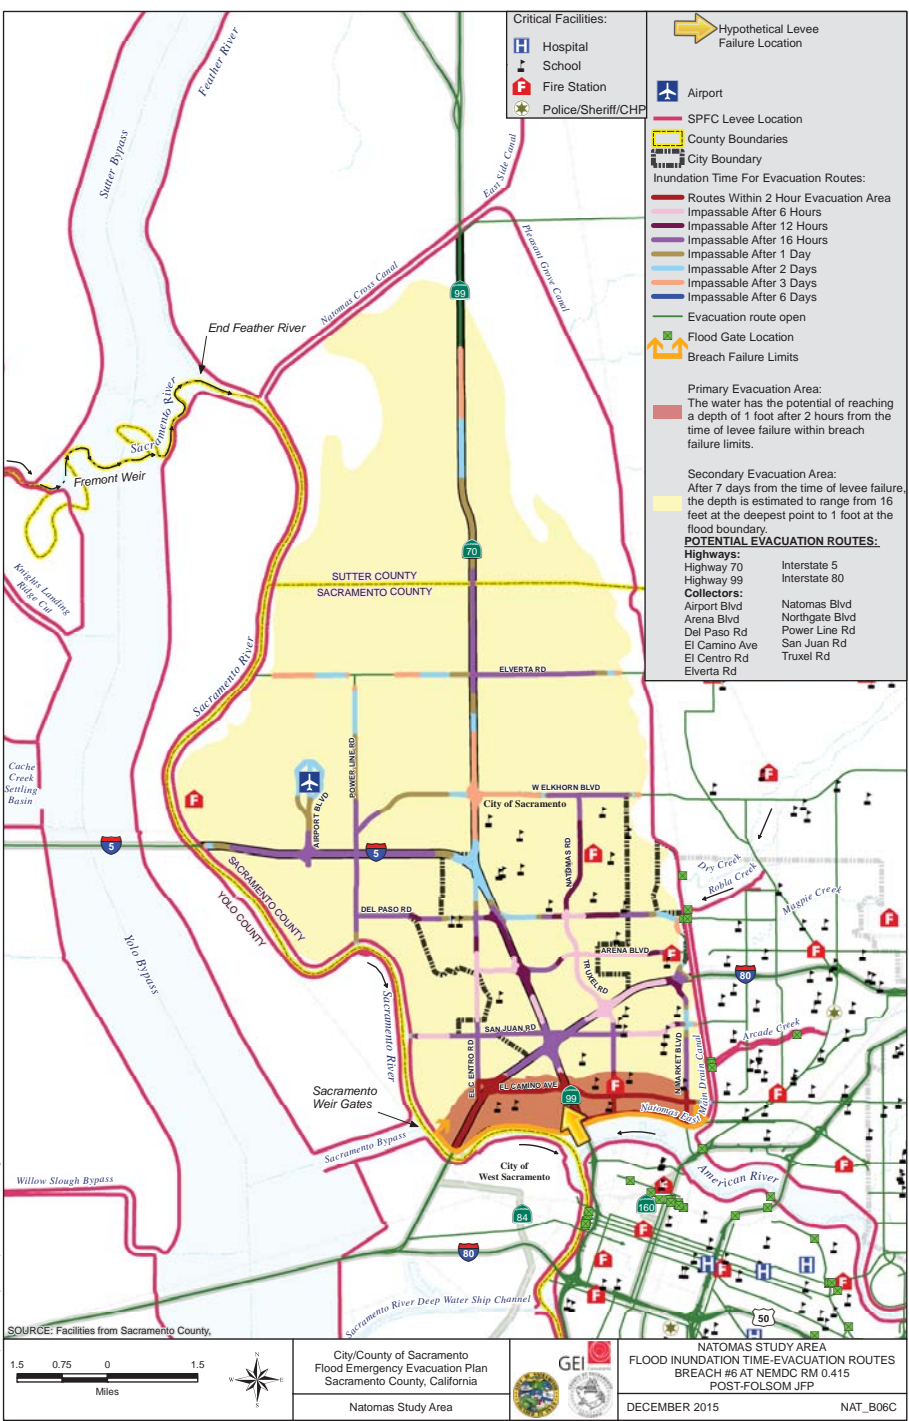 Critical Facilities:
Hospital
School
Fire Station
Police/Sheriff/CHP
Hypothetical Levee
Failure Location
Airport
SPFC Levee Location
County Boundaries
City Boundary
Inundation Time For Evacuation Routes:
Routes Within 2 Hour Evacuation Area
Impassable After 6 Hours
Impassable After 12 Hours
Impassable After 16 Hours
Impassable After 1 Day
Impassable After 2 Days
Impassable After 3 Days
Impassable After 6 Days
Evacuation route open
Flood Gate Location
Breach Failure Limits
Primary Evacuation Area:
The water has the potential of reaching
a depth of 1 foot after 2 hours from the
time of levee failure within breach
failure limits.
Secondary Evacuation Area:
After 7 days from the time of levee failure,
the depth is estimated to range from 16
feet at the deepest point to 1 foot at the
flood boundary.
POTENTIAL EVACUATION ROUTES:
Highways:
Highway 70
Highway 99
Interstate 5
Interstate 80
Collectors:
Airport Blvd
Arena Blvd
Del Paso Rd
El Camino Ave
El Centro Rd
Elverta Rd
Natomas Blvd
Northgate Blvd
Power Line Rd
San Juan Rd
Truxel Rd
Feather River
Sutter Bypass
East Side Canal
Pleasant Grove Canal
Natomas Cross Canal
99
End Feather River
Sacramento River
Fremont Weir
70
Knights Landing
Ridge Cut
SUTTER COUNTY
SACRAMENTO COUNTY
Sacramento River
ELVERTA RD
POWER LINE RD
Cache
Creek
Settling
Basin
F
F
AIRPORT BLVD
W ELKHORN BLVD
City of Sacramento
5
5
NATOMAS RD
F
Dry Creek
Robla Creek
Magpie Creek
SACRAMENTO COUNTY
YOLO COUNTY
DEL PASO RD
F
ARENA BLVD
F
F
Yolo Bypass
TRUXEL RD
80
Sacramento River
SAN JUAN RD
Arcade Creek
EL C ENTRO RD
N MARKET BLVD
Main Drain Canal
EL CAMINO AVE
F
F
99
Natomas East
Sacramento
Weir Gates
Sacramento Bypass
City of
West Sacramento
American River
F
Willow Slough Bypass
F
160
84
F
80
F
H
F
H
H
F
F
Sacramento River Deep Water Ship Channel
50
H
SOURCE: Facilities from Sacramento County,
1.5 0.75 0 1.5
Miles
N
W E
S
City/County of Sacramento
Flood Emergency Evacuation Plan
Sacramento County, California
Natomas Study Area
GEI
NATOMAS STUDY AREA
FLOOD INUNDATION TIME-EVACUATION ROUTES
BREACH #6 AT NEMDC RM 0.415
POST-FOLSOM JFP
DECEMBER 2015 NAT_B06C